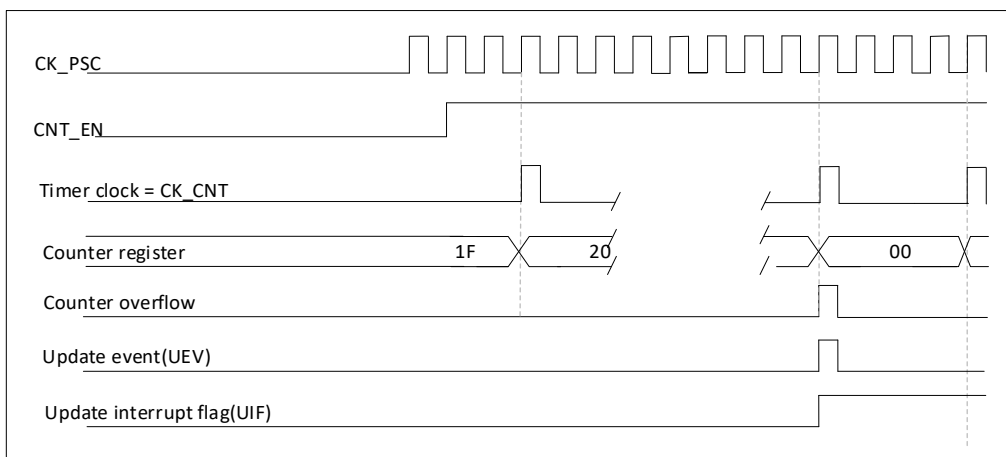 CK_PSC
CNT_EN
Timer clock = CK_CNT
Counter register 1F 20 00
Counter overflow
Update event(UEV)
Update interrupt flag(UIF)